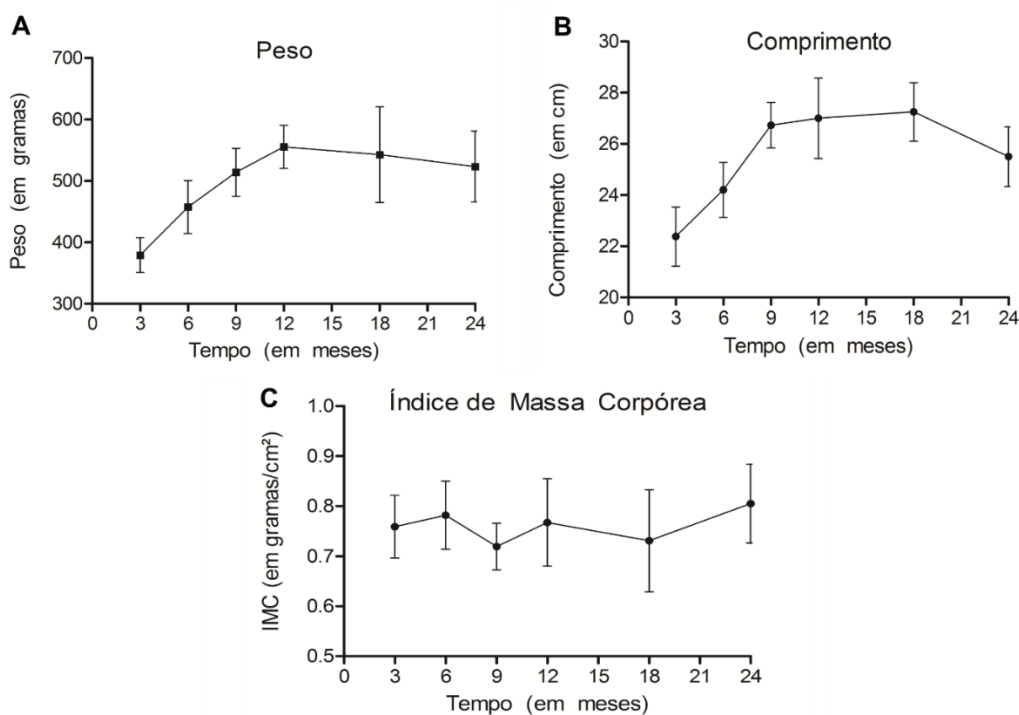 A
Peso
Peso (em gramas)
700
600
500
400
300
0 3 6 9 12 15 18 21 24
Tempo (em meses)
B
Comprimento
Comprimento (em cm)
30
28
26
24
22
20
0 3 6 9 12 18 21 24
Tempo (em meses)
C
Índice de Massa Corpórea
IMC (em gramas/cm²)
1.0
0.9
0.8
0.7
0.6
0.5
0 3 6 9 12 15 18 21 24
Tempo (em meses)